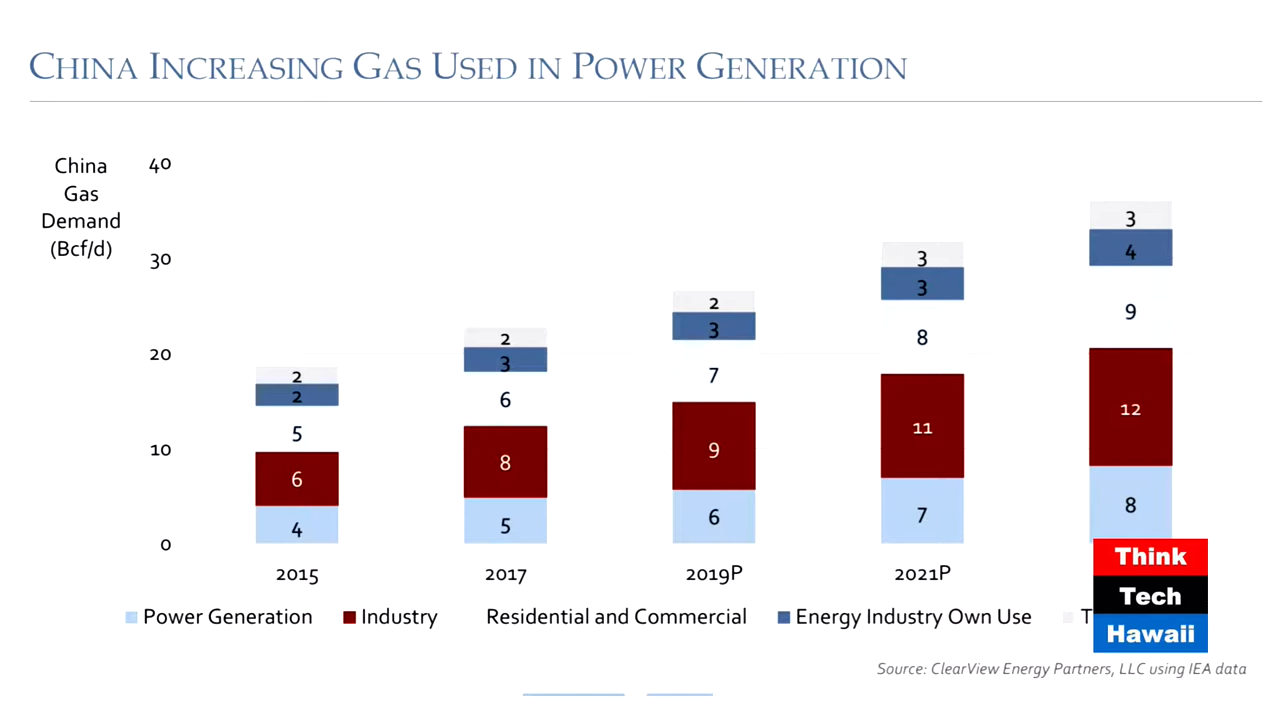 CHINA INCREASING GAS USED IN POWER GENERATION
China
Gas
Demand
(Bcf/d)
40
30
20
10
0
2
2
5
6
4
2
3
6
8
5
2
3
7
9
6
3
3
8
11
7
3
4
9
12
8
2015 2017 2019P 2021P
Power Generation Industry Residential and Commercial Energy Industry Own Use T
Think
Tech
Hawaii
Source: ClearView Energy Partners, LLC using IEA data